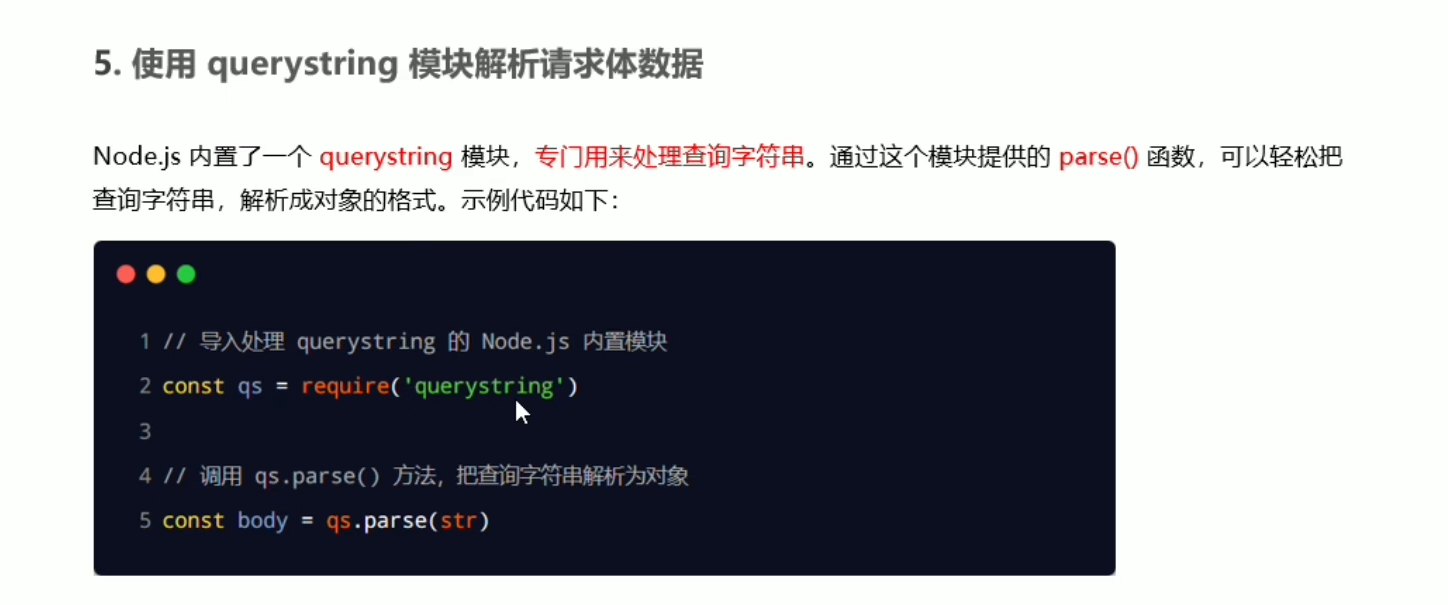 5. 使用 querystring 模块解析请求体数据
Node.js 内置了一个 querystring 模块，专门用来处理查询字符串。通过这个模块提供的 parse() 函数，可以轻松把
查询字符串，解析成对象的格式。示例代码如下：
1 // 导入处理 querystring 的 Node.js 内置模块
2 const qs = require('querystring')
3
4 // 调用 qs.parse() 方法，把查询字符串解析为对象
5 const body = qs.parse(str)